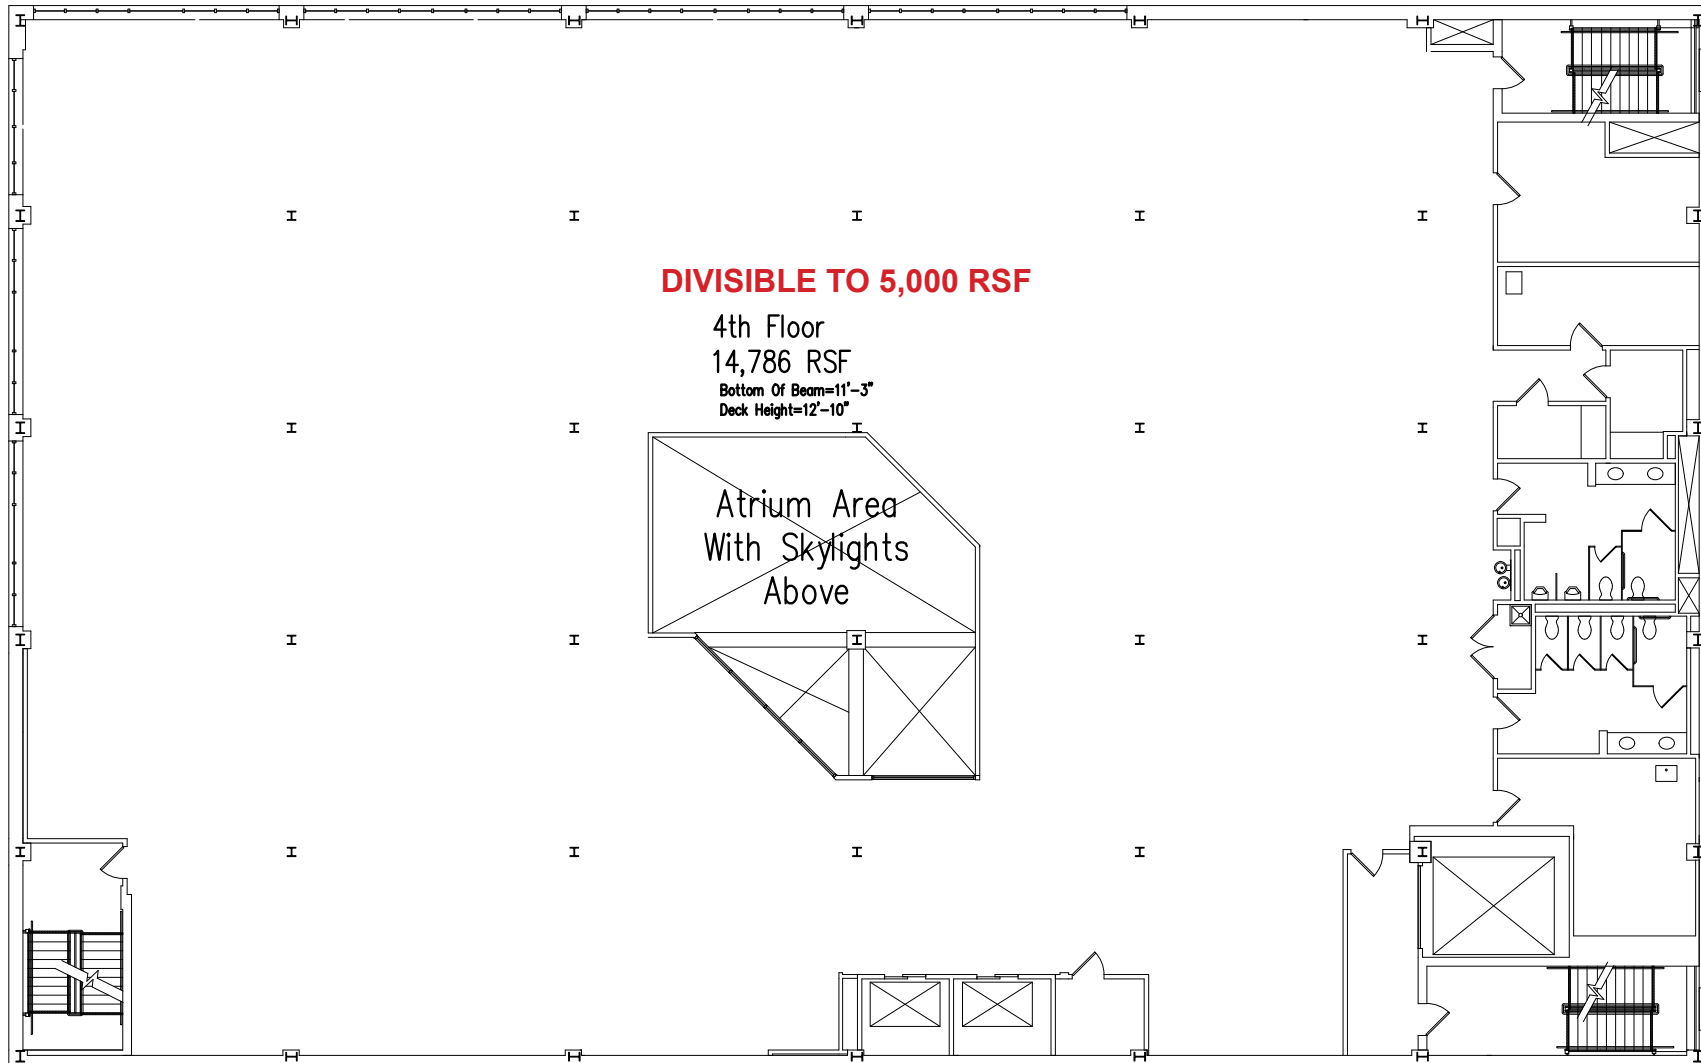 DIVISIBLE TO 5,000 RSF
4th Floor
14,786 RSF
Bottom Of Beam=11'-3"
Deck Height=12'-10"
Atrium Area
With Skylights
Above